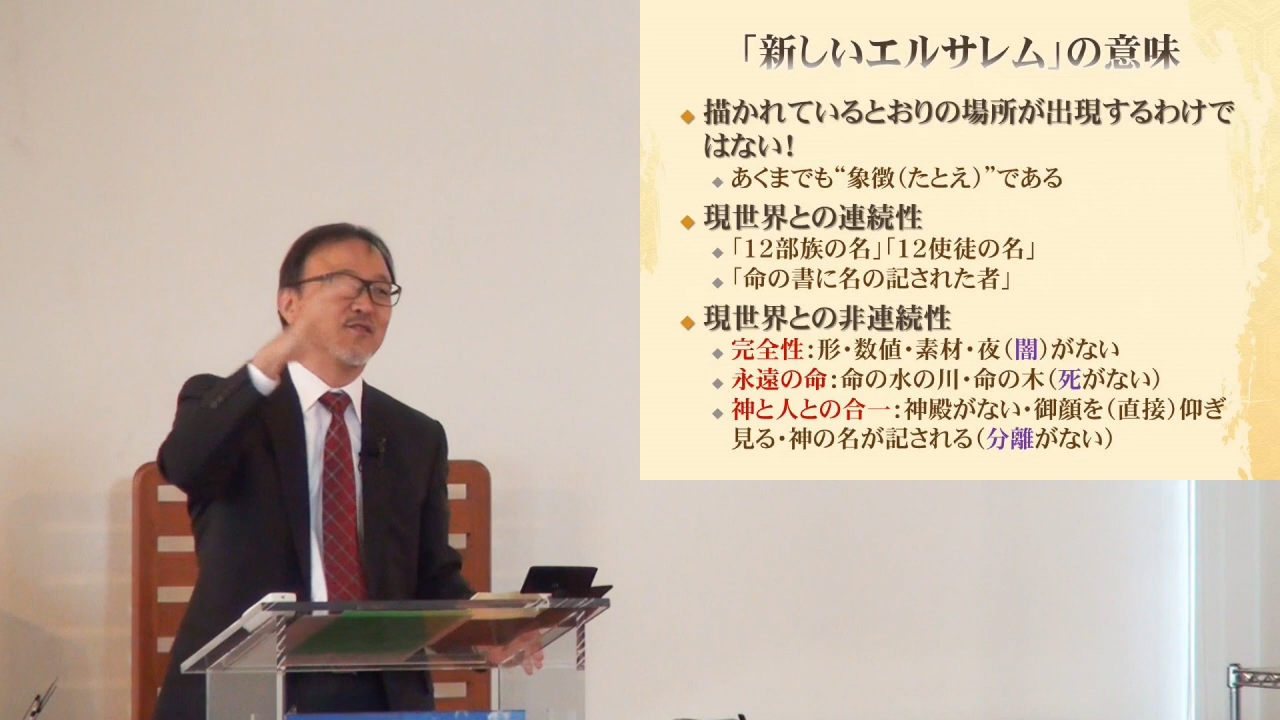 「新しいエルサレム」の意味
描かれているとおりの場所が出現するわけで
はない！
あくまでも“象徴（たとえ）”である
現世界との連続性
「12部族の名」「12使徒の名」
「命の書に名の記された者」
現世界との非連続性
完全性：形・数値・素材・夜（闇）がない
永遠の命：命の水の川・命の木（死がない）
神と人との合一：神殿がない・御顔を（直接）仰ぎ
見る・神の名が記される（分離がない）